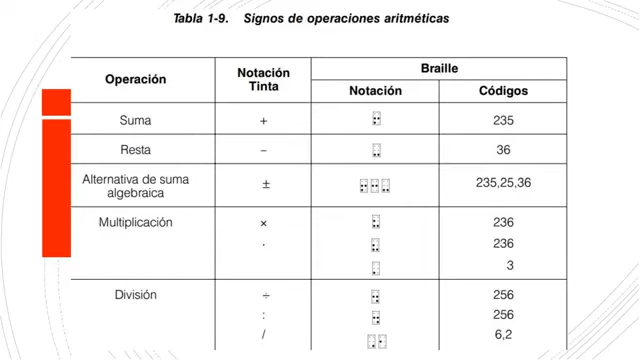 Tabla 1-9. Signos de operaciones aritméticas
Operación Notación Tinta Braille
Notación Códigos
Suma + 235
Resta − 36
Alternativa de suma algebraica ± 235,25,36
Multiplicación × 236
· 236
3
División ÷ 256
: 256
/ 6,2